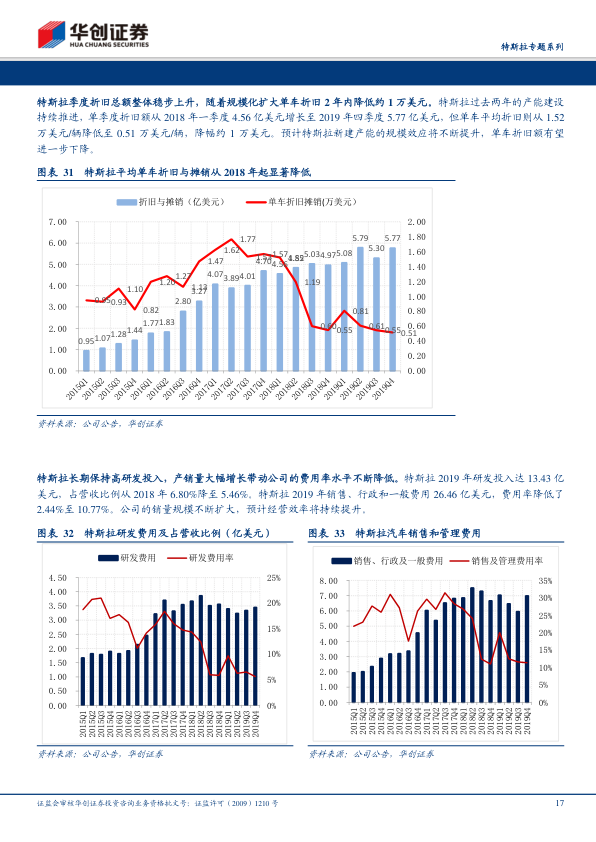 华创证券
HUA CHUANG SECURITIES
特斯拉专题系列
特斯拉季度折旧总额整体稳步上升，随着规模化扩大单车折旧 2 年内降低约 1 万美元。特斯拉过去两年的产能建设
持续推进，单季度折旧额从 2018 年一季度 4.56 亿美元增长至 2019 年四季度 5.77 亿美元，但单车平均折旧则从 1.52
万美元/辆降低至 0.51 万美元/辆，降幅约 1 万美元。预计特斯拉新建产能的规模效应将不断提升，单车折旧额有望
进一步下降。
图表 31 特斯拉平均单车折旧与摊销从 2018 年起显著降低
折旧与摊销（亿美元） 单车折旧摊销(万美元)
7.00
6.00
5.00
4.00
3.00
2.00
1.00
0.00
2.00
1.80
1.60
1.40
1.20
1.00
0.80
0.60
0.40
0.20
0.00
0.95 1.07 1.28 1.44 1.77 1.83 2.80 3.27 4.07 3.89 4.01 4.70 5.03 4.97 5.08 5.79 5.30 5.77
0.95 0.93 1.10 0.82 1.20 1.27 1.13 1.47 1.62 1.77 1.57 1.19 0.60 0.55 0.81 0.61 0.55 0.51
2015Q1 2015Q2 2015Q3 2015Q4 2016Q1 2016Q2 2016Q3 2016Q4 2017Q1 2017Q2 2017Q3 2017Q4 2018Q1 2018Q2 2018Q3 2018Q4 2019Q1 2019Q2 2019Q3 2019Q4
资料来源：公司公告，华创证券
特斯拉长期保持高研发投入，产销量大幅增长带动公司的费用率水平不断降低。特斯拉 2019 年研发投入达 13.43 亿
美元，占营收比例从 2018 年 6.80%降至 5.46%。特斯拉 2019 年销售、行政和一般费用 26.46 亿美元，费用率降低了
2.44%至 10.77%。公司的销量规模不断扩大，预计经营效率将持续提升。
图表 32 特斯拉研发费用及占营收比例（亿美元）
研发费用 研发费用率
4.50
4.00
3.50
3.00
2.50
2.00
1.50
1.00
0.50
0.00
25%
20%
15%
10%
5%
0%
2015Q1 2015Q2 2015Q3 2015Q4 2016Q1 2016Q2 2016Q3 2016Q4 2017Q1 2017Q2 2017Q3 2017Q4 2018Q1 2018Q2 2018Q3 2018Q4 2019Q1 2019Q2 2019Q3 2019Q4
资料来源：公司公告，华创证券
图表 33 特斯拉汽车销售和管理费用
销售、行政及一般费用 销售及管理费用率
8.00
7.00
6.00
5.00
4.00
3.00
2.00
1.00
0.00
35%
30%
25%
20%
15%
10%
5%
0%
2015Q1 2015Q2 2015Q3 2015Q4 2016Q1 2016Q2 2016Q3 2016Q4 2017Q1 2017Q2 2017Q3 2017Q4 2018Q1 2018Q2 2018Q3 2018Q4 2019Q1 2019Q2 2019Q3 2019Q4
资料来源：公司公告，华创证券
证监会审核华创证券投资咨询业务资格批文号：证监许可（2009）1210 号
17